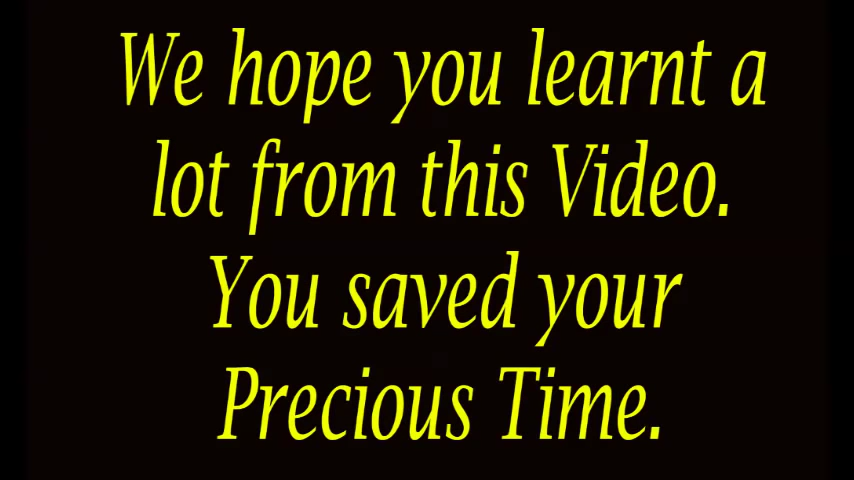 We hope you learnt a
lot from this Video.
You saved your
Precious Time.